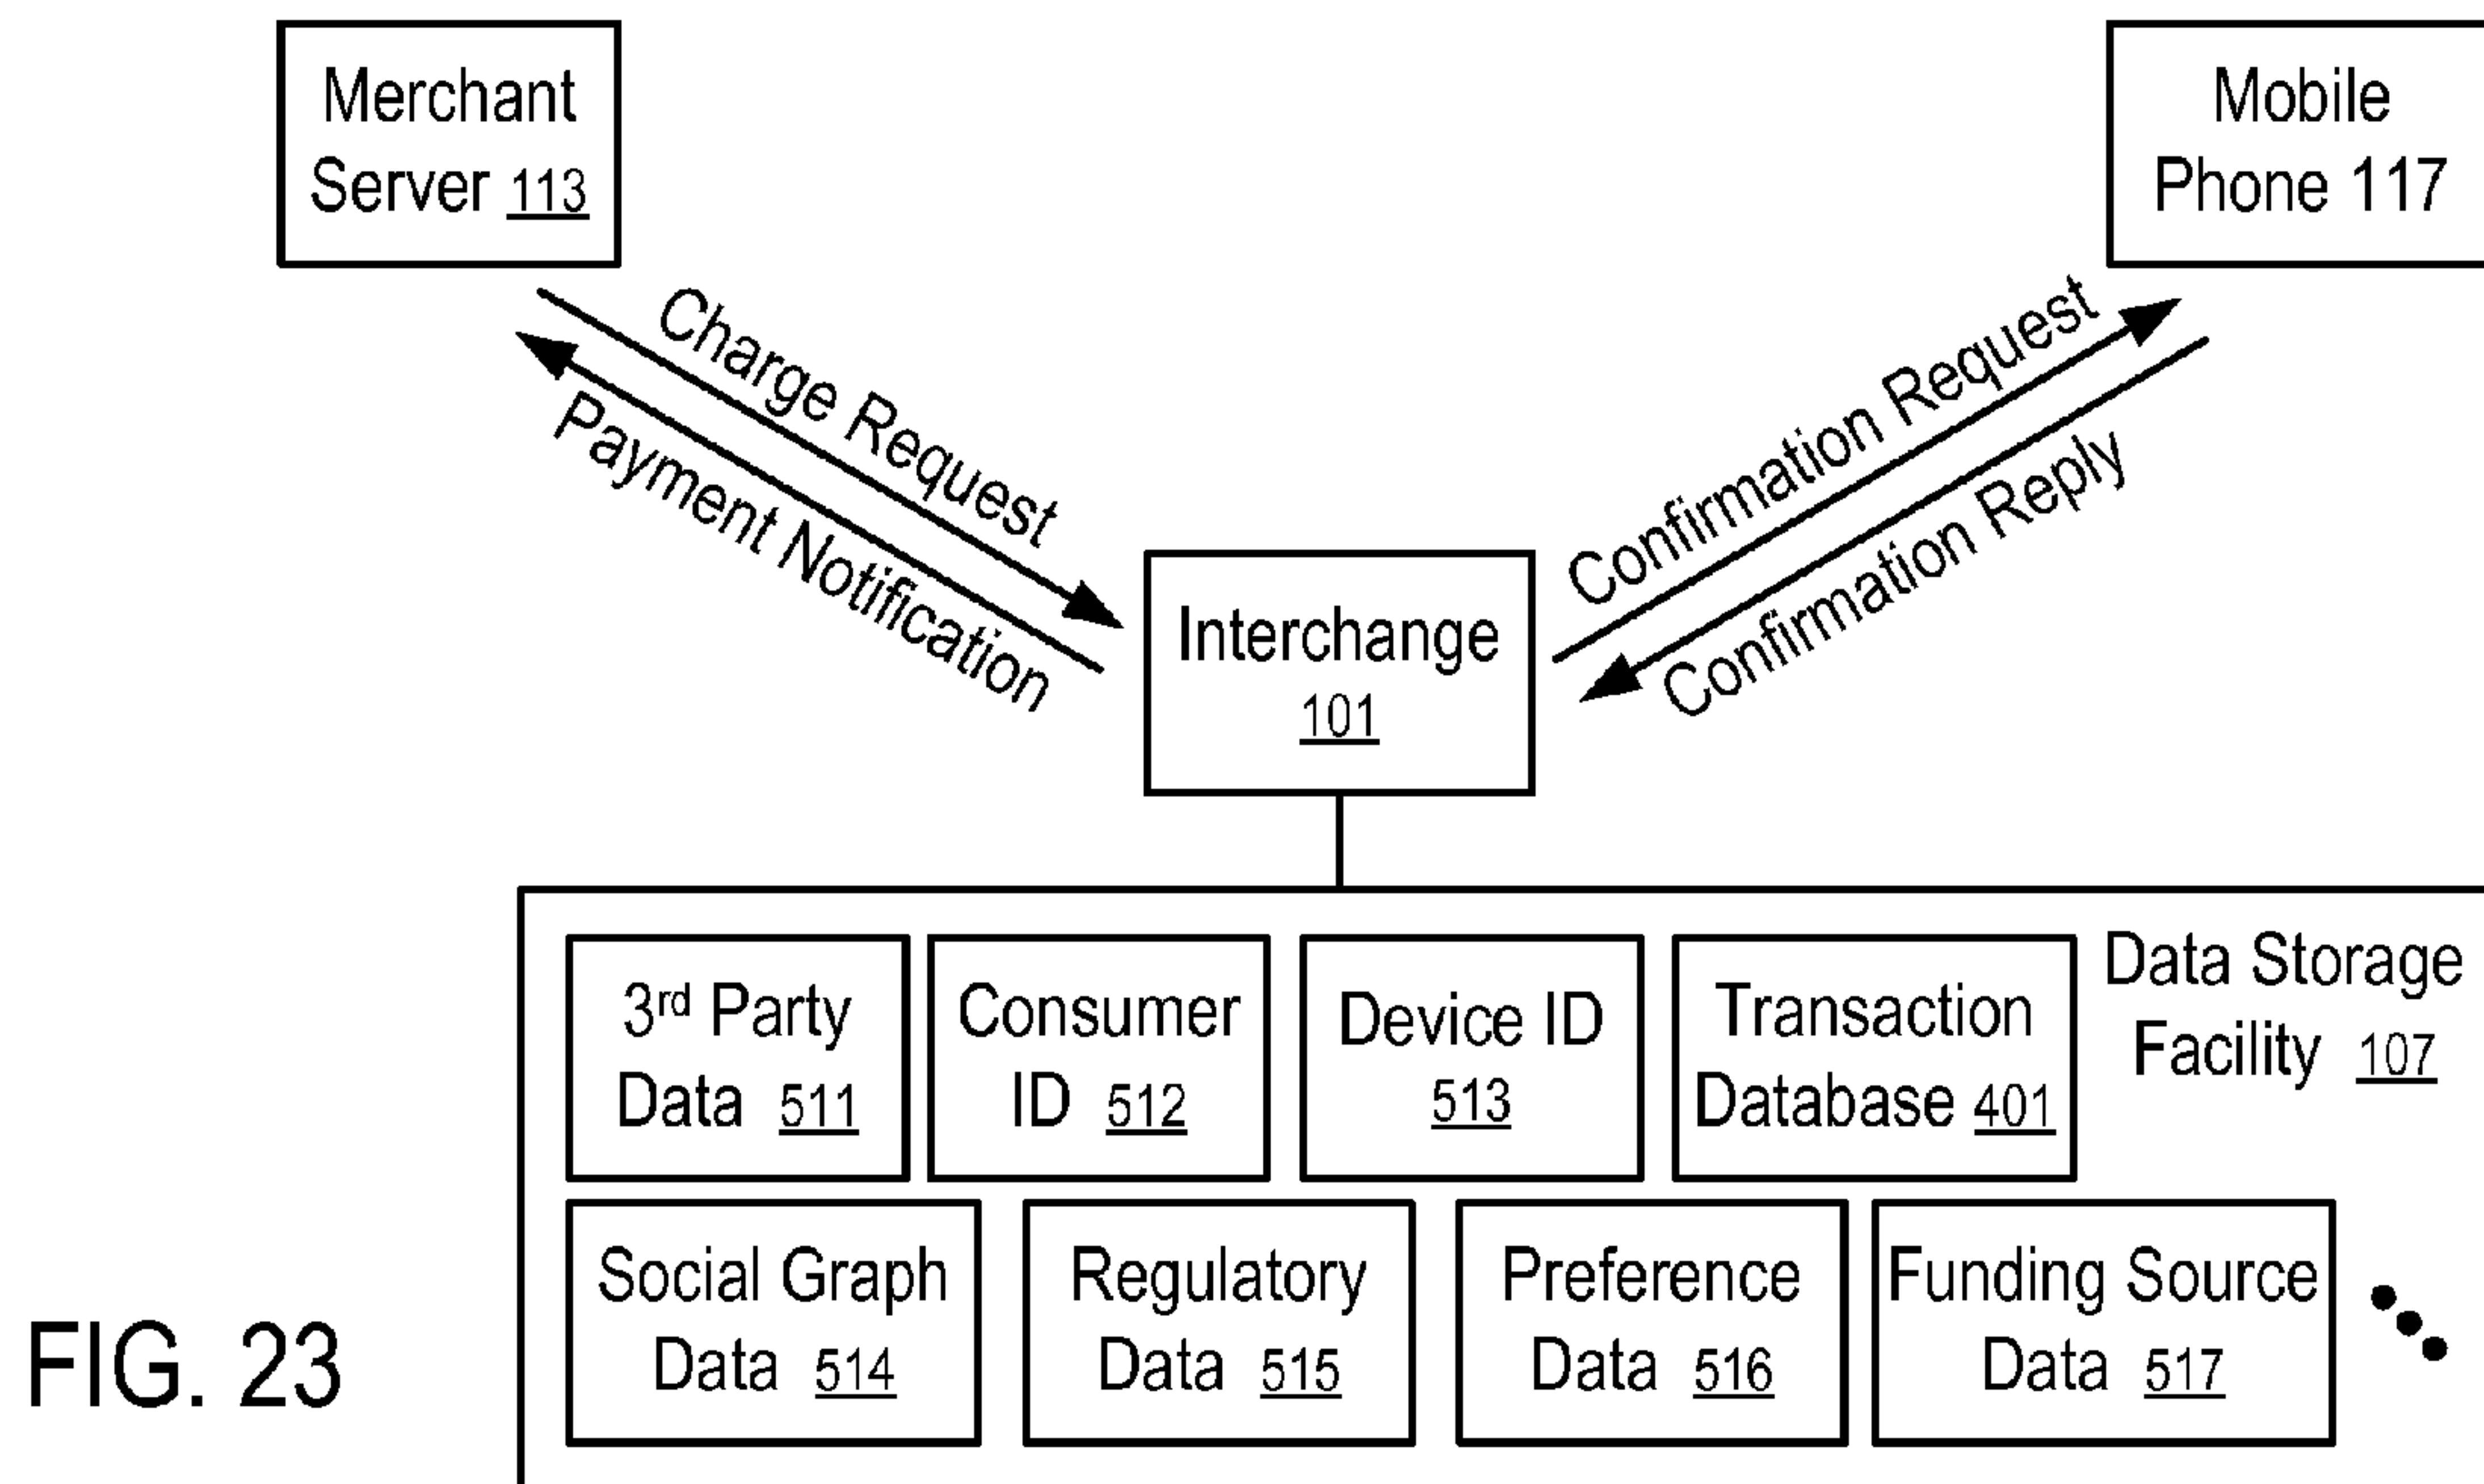 Merchant
Server 113
Mobile
Phone 117
Charge Request
Payment Notification
Confirmation Request
Confirmation Reply
Interchange
101
Data Storage
Facility 107
3rd Party
Data 511
Consumer
ID 512
Device ID
513
Transaction
Database 401
Social Graph
Data 514
Regulatory
Data 515
Preference
Data 516
Funding Source
Data 517
FIG. 23